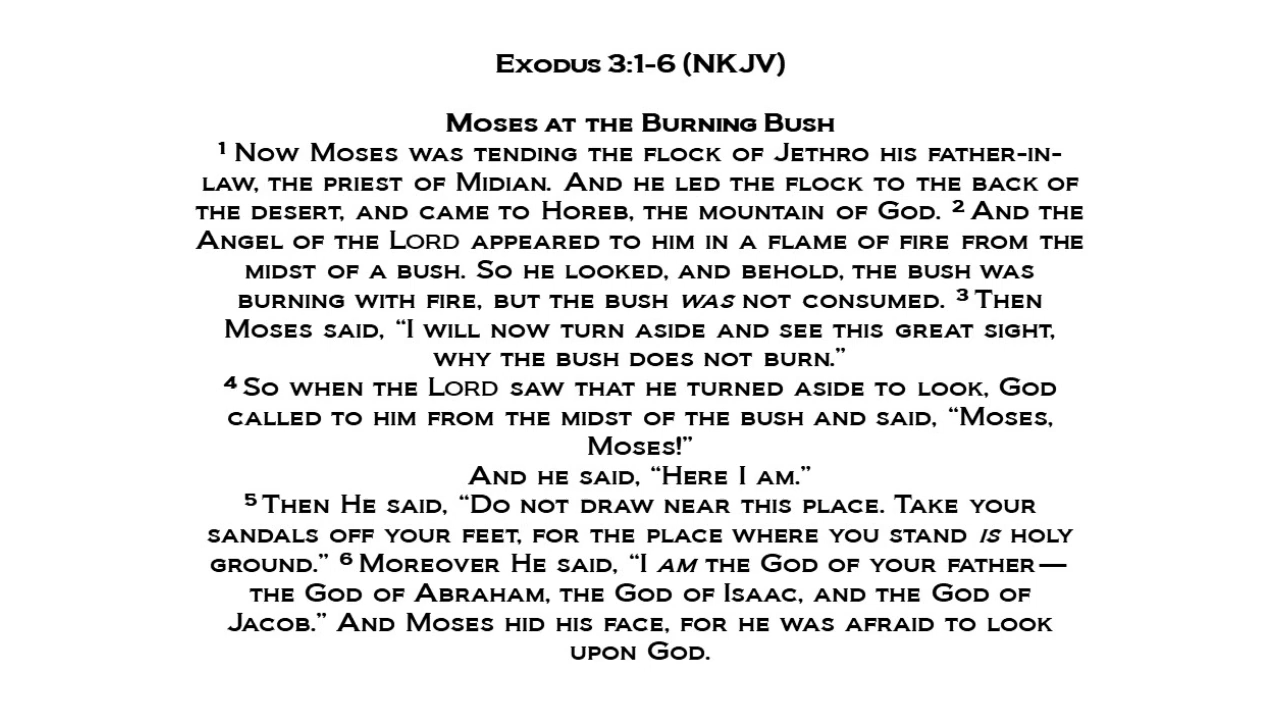 Exodus 3:1-6 (NKJV)
Moses at the Burning Bush
1 Now Moses was tending the flock of Jethro his father-in-
law, the priest of Midian. And he led the flock to the back of
the desert, and came to Horeb, the mountain of God. 2 And the
Angel of the Lord appeared to him in a flame of fire from the
midst of a bush. So he looked, and behold, the bush was
burning with fire, but the bush was not consumed. 3 Then
Moses said, “I will now turn aside and see this great sight,
why the bush does not burn.”
4 So when the Lord saw that he turned aside to look, God
called to him from the midst of the bush and said, “Moses,
Moses!”
And he said, “Here I am.”
5 Then He said, “Do not draw near this place. Take your
sandals off your feet, for the place where you stand is holy
ground.” 6 Moreover He said, “I am the God of your father—
the God of Abraham, the God of Isaac, and the God of
Jacob.” And Moses hid his face, for he was afraid to look
upon God.